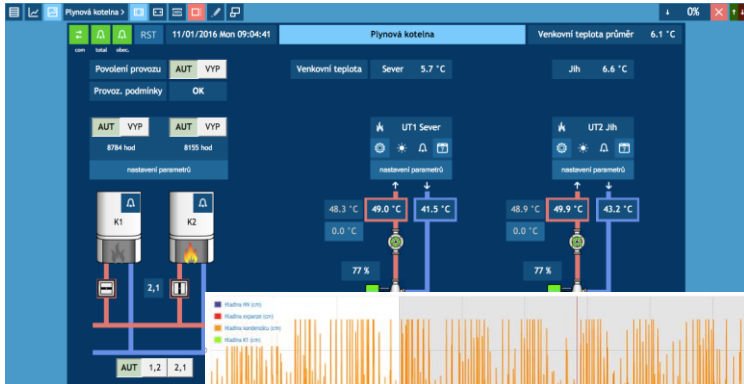 Plynová kotelna >
0%
RST 11/01/2016 Mon 09:04:41 Plynová kotelna Venkovní teplota průměr 6.1 °C
com total obec.
Povolení provozu AUT VYP Venkovní teplota Sever 5.7 °C Jih 6.6 °C
Provoz. podmínky OK
AUT VYP AUT VYP UT1 Sever UT2 Jih
8784 hod 8155 hod
nastavení parametrů nastavení parametrů nastavení parametrů
48.3 °C 49.0 °C 41.5 °C 48.9 °C 49.9 °C 43.2 °C
K1 K2
0.0 °C 0.0 °C
77 % 77 %
2,1
Hladina NN (cm)
Hladina expanze (cm)
Hladina kondenzátu (cm)
Hladina K1 (cm)
AUT 1,2 2,1